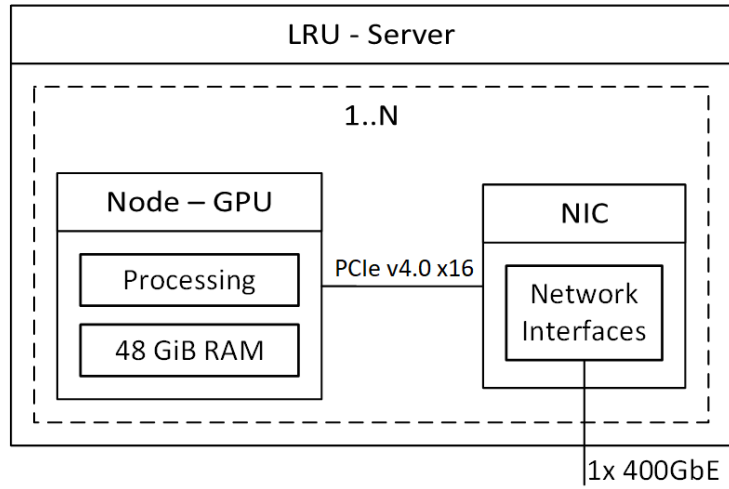 LRU - Server
1..N
Node – GPU
Processing
48 GiB RAM
PCIe v4.0 x16
NIC
Network
Interfaces
1x 400GbE